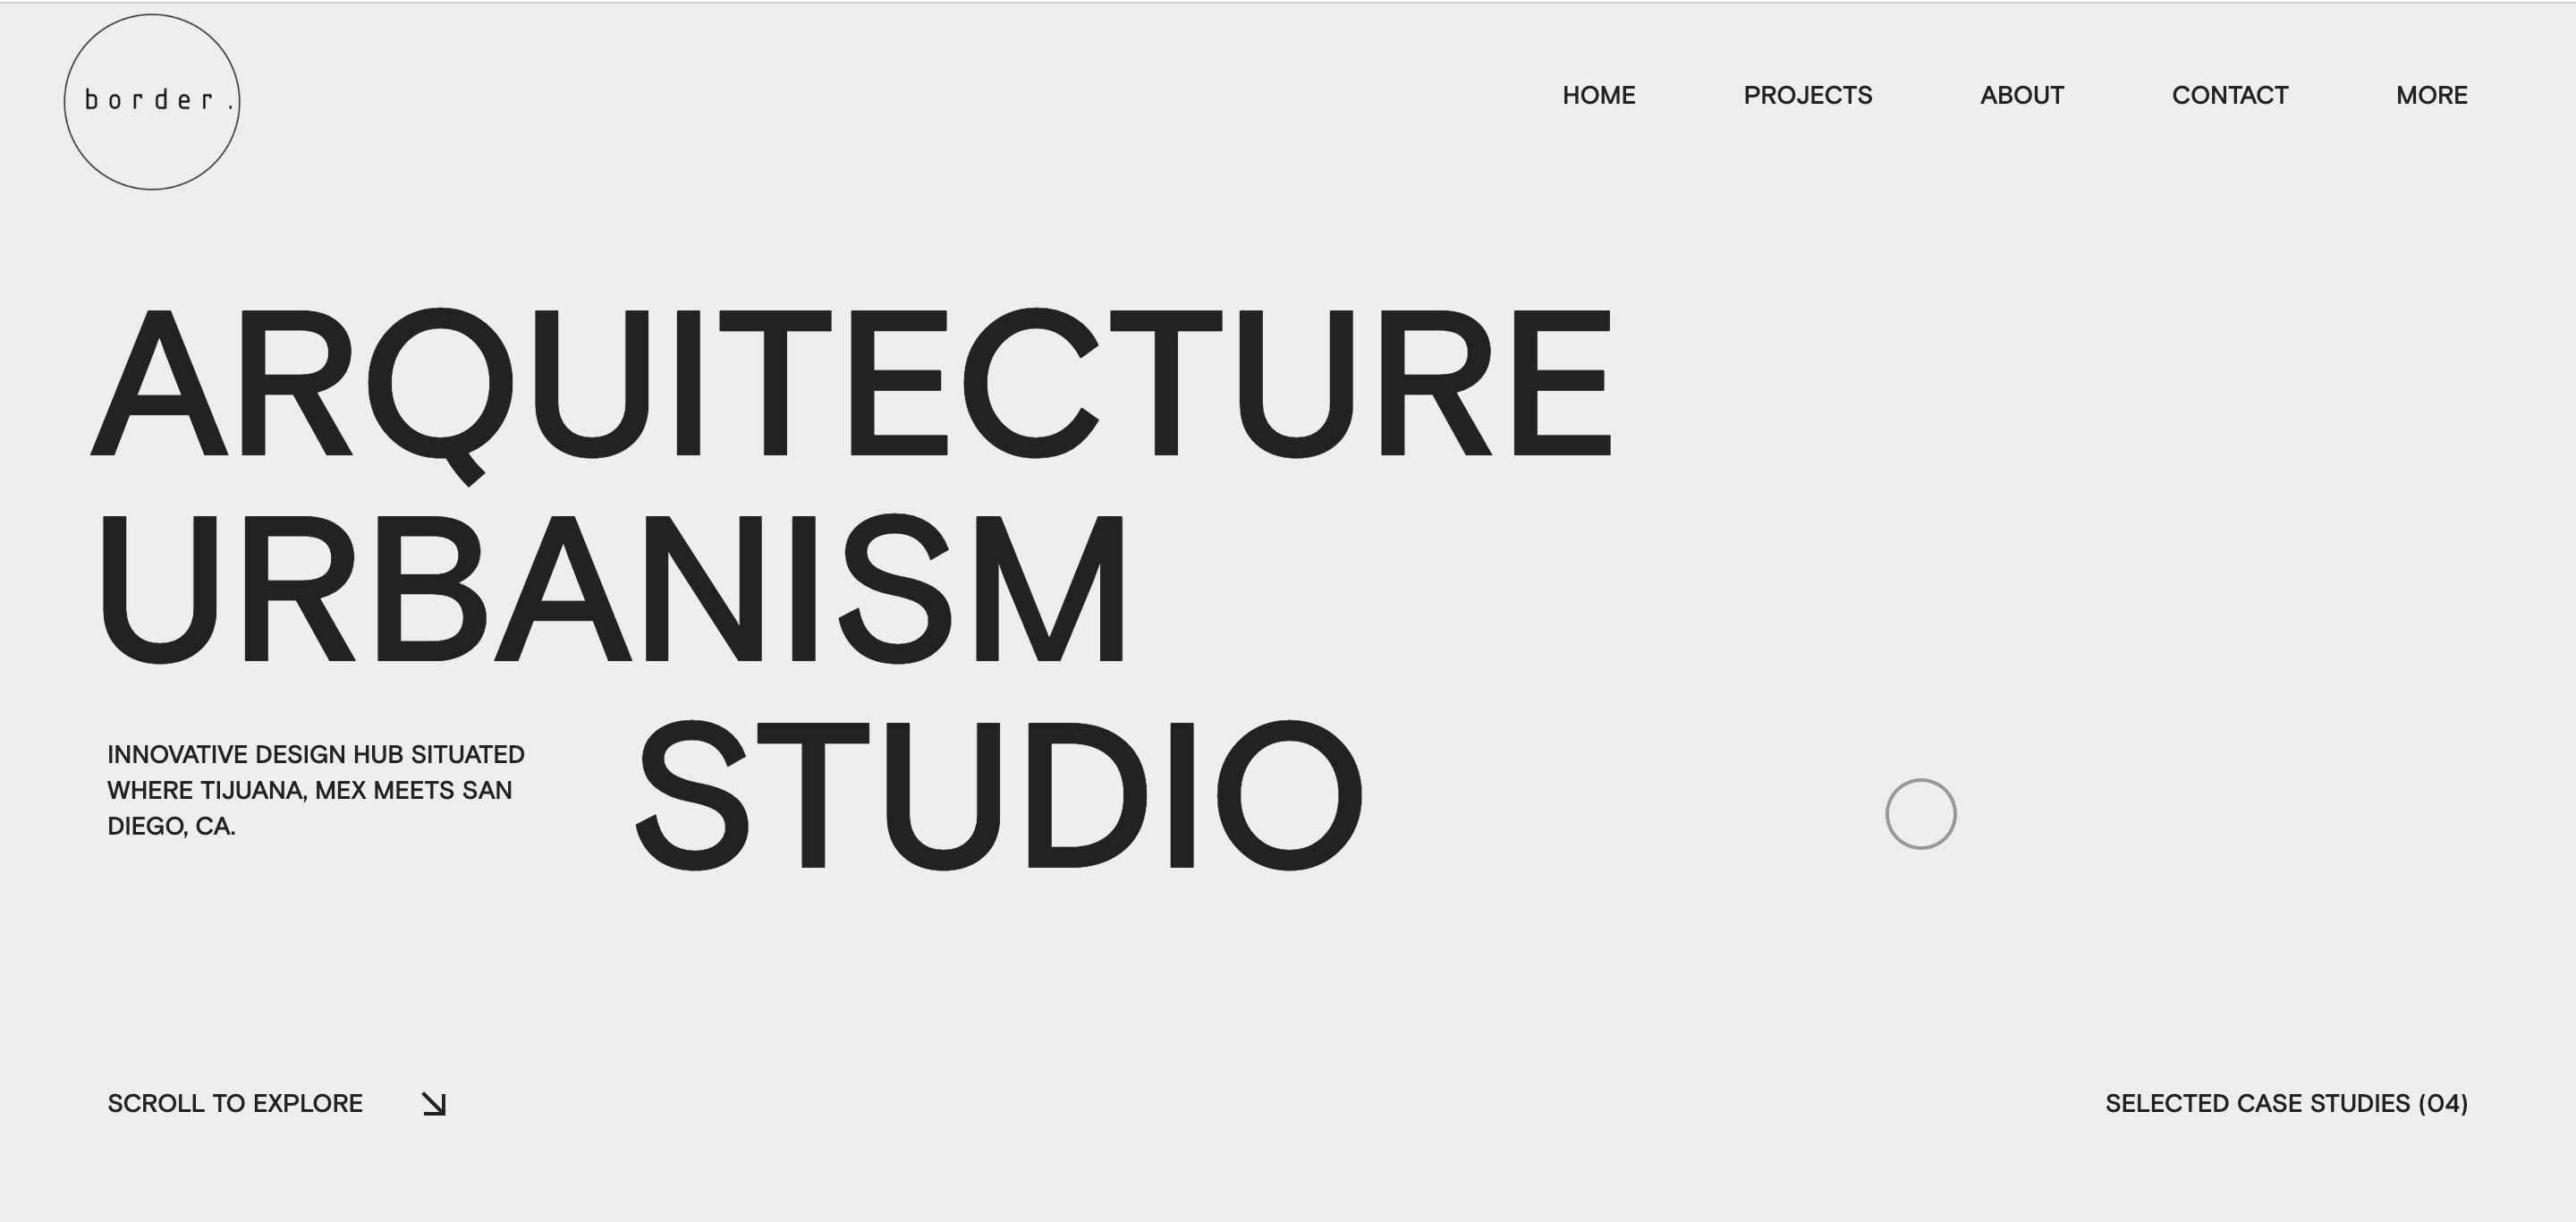 border.
HOME PROJECTS ABOUT CONTACT MORE
ARQUITECTURE
URBANISM
STUDIO
INNOVATIVE DESIGN HUB SITUATED
WHERE TIJUANA, MEX MEETS SAN
DIEGO, CA.
SCROLL TO EXPLORE
SELECTED CASE STUDIES (04)